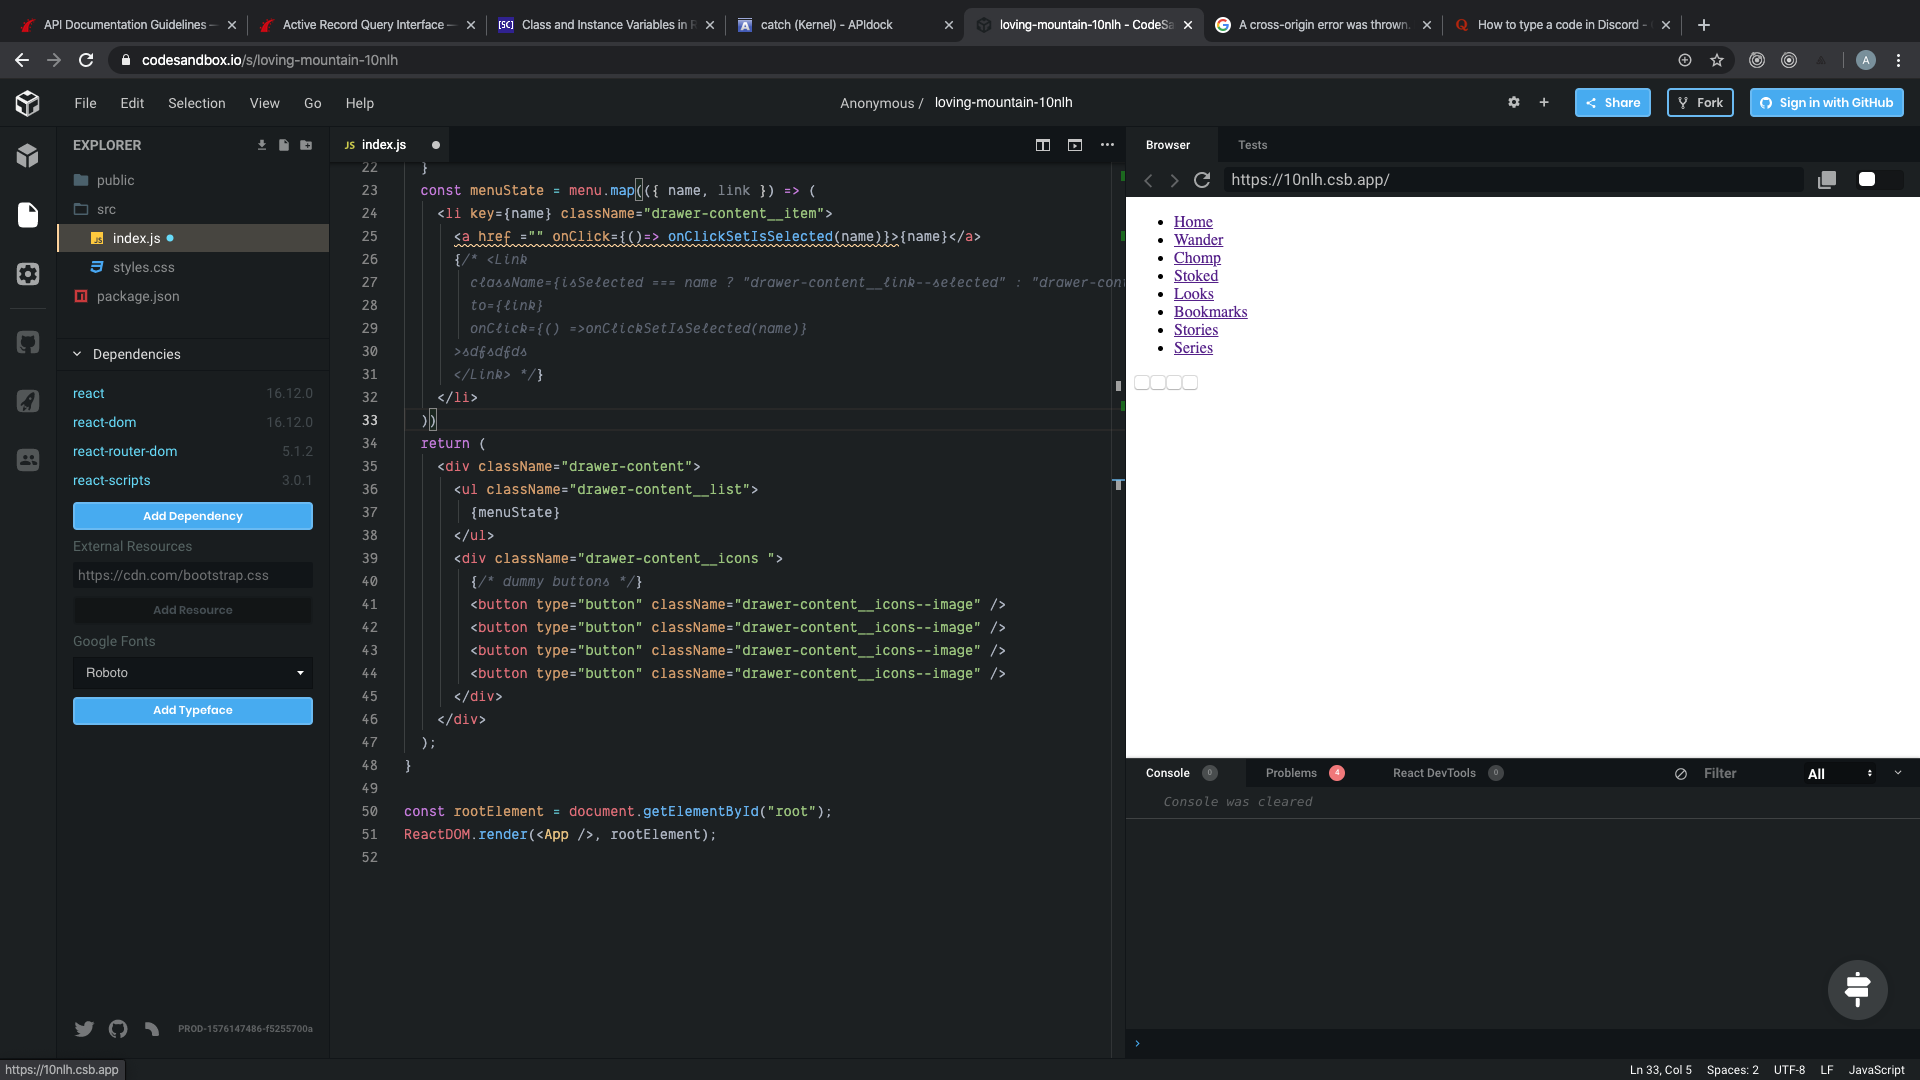 API Documentation Guidelines —
Active Record Query Interface —
[SC] Class and Instance Variables in R
catch (Kernel) - APIdock
loving-mountain-10nlh - CodeSa
A cross-origin error was thrown.
How to type a code in Discord -
codesandbox.io/s/loving-mountain-10nlh
A
File Edit Selection View Go Help
Anonymous / loving-mountain-10nlh
Share
Fork
Sign in with GitHub
EXPLORER
public
src
JS index.js
styles.css
package.json
Dependencies
react 16.12.0
react-dom 16.12.0
react-router-dom 5.1.2
react-scripts 3.0.1
Add Dependency
External Resources
https://cdn.com/bootstrap.css
Add Resource
Google Fonts
Roboto
Add Typeface
PROD-1576147486-f5255700a
https://10nlh.csb.app
JS index.js
22 }
23 const menuState = menu.map(({ name, link }) => (
24 <li key={name} className="drawer-content__item">
25 <a href ="" onClick={()=> onClickSetIsSelected(name)}>{name}</a>
26 {/* <Link
27 className={isSelected === name ? "drawer-content__link--selected" : "drawer-con
28 to={link}
29 onClick={() =>onClickSetIsSelected(name)}
30 >sdfsdfds
31 </Link> */}
32 </li>
33 ))
34 return (
35 <div className="drawer-content">
36 <ul className="drawer-content__list">
37 {menuState}
38 </ul>
39 <div className="drawer-content__icons ">
40 {/* dummy buttons */}
41 <button type="button" className="drawer-content__icons--image" />
42 <button type="button" className="drawer-content__icons--image" />
43 <button type="button" className="drawer-content__icons--image" />
44 <button type="button" className="drawer-content__icons--image" />
45 </div>
46 </div>
47 );
48 }
49
50 const rootElement = document.getElementById("root");
51 ReactDOM.render(<App />, rootElement);
52
Browser Tests
https://10nlh.csb.app/
Home
Wander
Chomp
Stoked
Looks
Bookmarks
Stories
Series
Console 0 Problems 4 React DevTools 0 Filter All
Console was cleared
Ln 33, Col 5 Spaces: 2 UTF-8 LF JavaScript